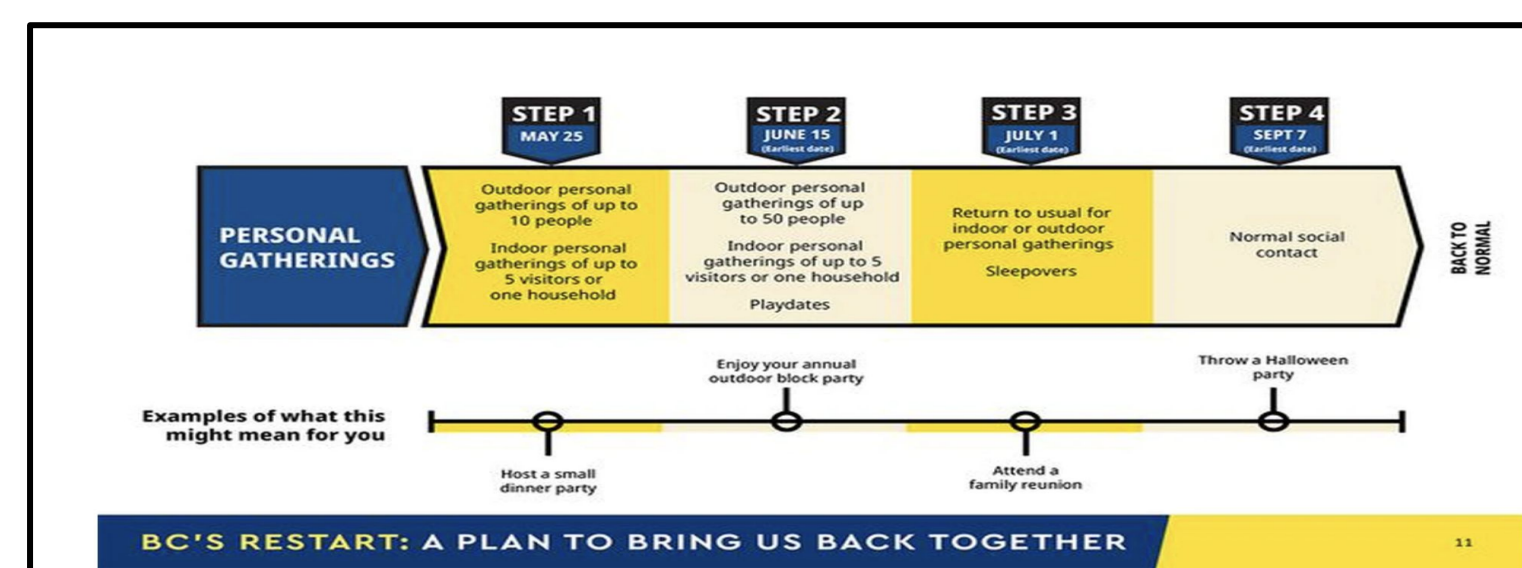 STEP 1
MAY 25
STEP 2
JUNE 15
(Earliest date)
STEP 3
JULY 1
(Earliest date)
STEP 4
SEPT 7
(Earliest date)
PERSONAL
GATHERINGS
Outdoor personal
gatherings of up to
10 people
Indoor personal
gatherings of up to
5 visitors or
one household
Outdoor personal
gatherings of up
to 50 people
Indoor personal
gatherings of up to 5
visitors or one household
Playdates
Return to usual for
indoor or outdoor
personal gatherings
Sleepovers
Normal social
contact
BACK TO
NORMAL
Examples of what this
might mean for you
Host a small
dinner party
Enjoy your annual
outdoor block party
Attend a
family reunion
Throw a Halloween
party
BC'S RESTART: A PLAN TO BRING US BACK TOGETHER
11